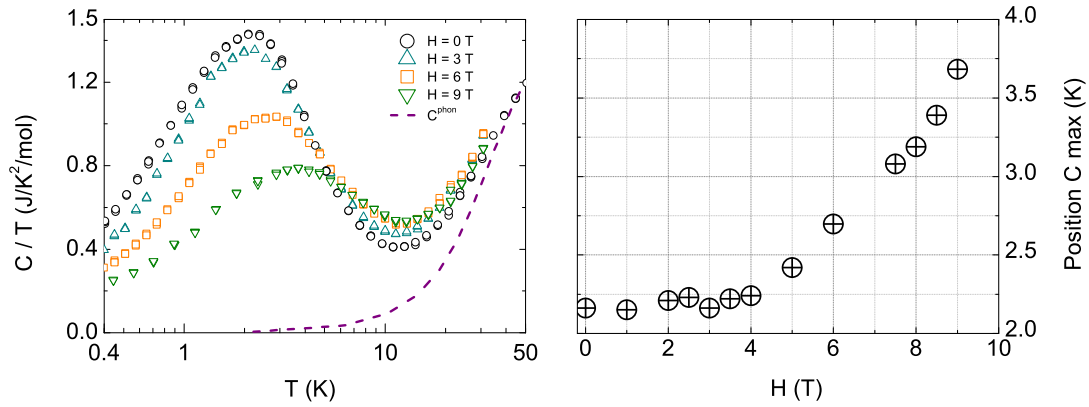 1.5
1.2
0.8
0.4
0.0
C / T (J/K²/mol)
0.4
1
10
50
T (K)
H = 0 T
H = 3 T
H = 6 T
H = 9 T
C^phon
4.0
3.5
3.0
2.5
2.0
Position C max (K)
0
2
4
6
8
10
H (T)